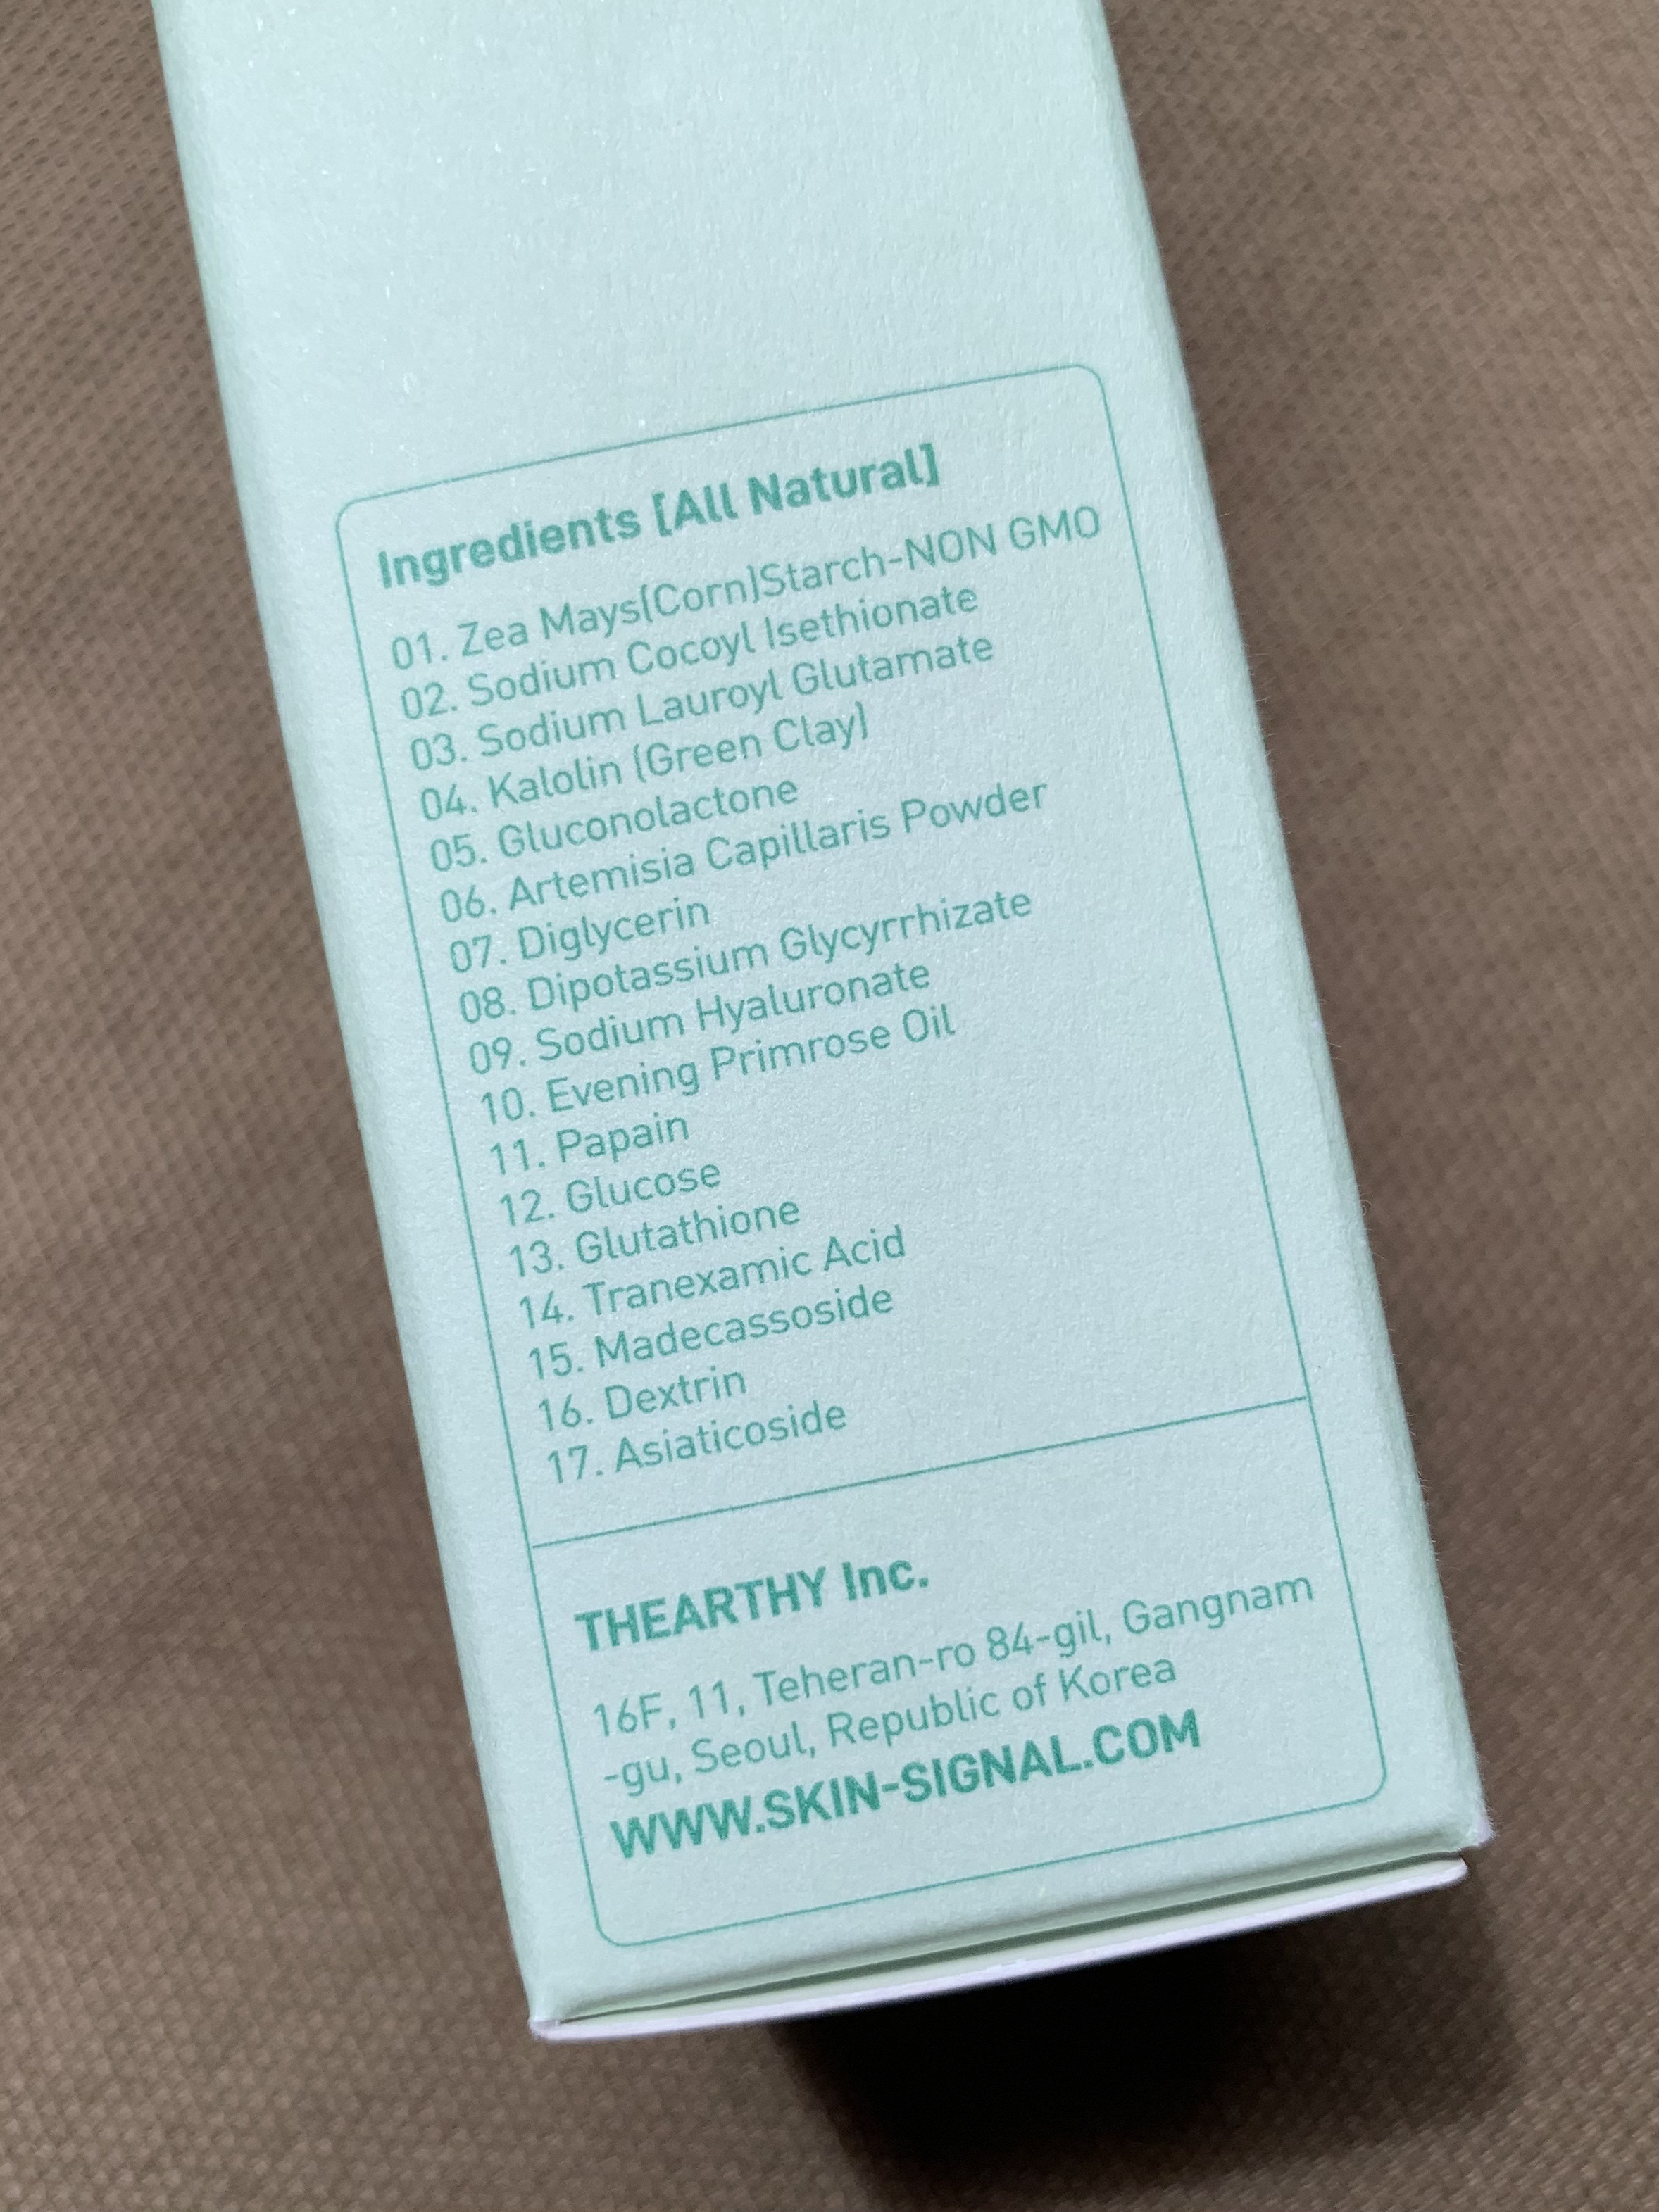 Ingredients [All Natural]
01. Zea Mays(Corn)Starch-NON GMO
02. Sodium Cocoyl Isethionate
03. Sodium Lauroyl Glutamate
04. Kalolin (Green Clay)
05. Gluconolactone
06. Artemisia Capillaris Powder
07. Diglycerin
08. Dipotassium Glycyrrhizate
09. Sodium Hyaluronate
10. Evening Primrose Oil
11. Papain
12. Glucose
13. Glutathione
14. Tranexamic Acid
15. Madecassoside
16. Dextrin
17. Asiaticoside
THEARTHY Inc.
16F, 11, Teheran-ro 84-gil, Gangnam
-gu, Seoul, Republic of Korea
WWW.SKIN-SIGNAL.COM